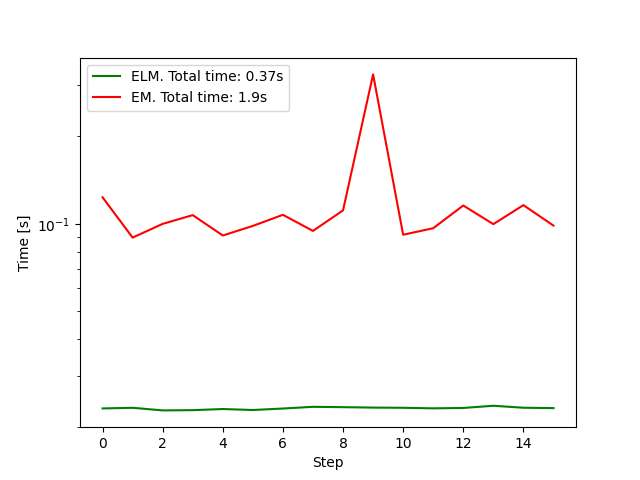 ELM. Total time: 0.37s
EM. Total time: 1.9s
Time [s]
10⁻¹
0 2 4 6 8 10 12 14
Step